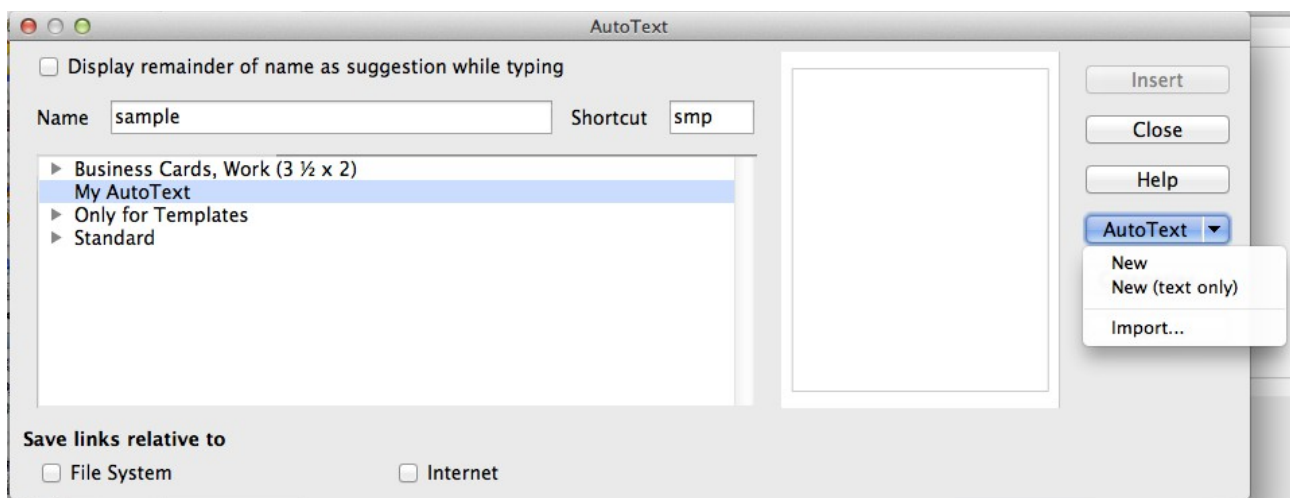 AutoText
Display remainder of name as suggestion while typing
Name sample Shortcut smp
Business Cards, Work (3 ½ x 2)
My AutoText
Only for Templates
Standard
Insert
Close
Help
AutoText
New
New (text only)
Import...
Save links relative to
File System Internet